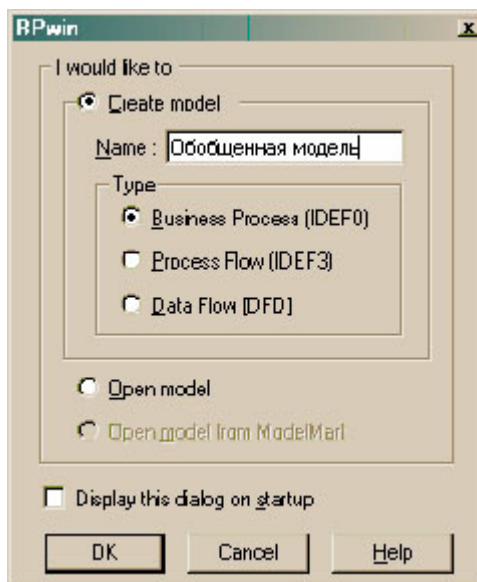 BPwin
I would like to
Create model
Name : Обобщенная модель
Type
Business Process (IDEF0)
Process Flow (IDEF3)
Data Flow (DFD)
Open model
Open model from ModelMart
Display this dialog on startup
OK Cancel Help